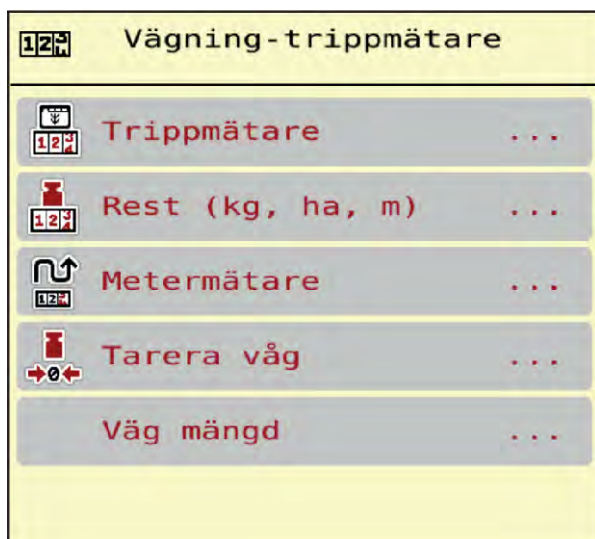 Vägning-trippmätare
Trippmätare ...
Rest (kg, ha, m) ...
Metermätare ...
Tarera våg ...
Väg mängd ...